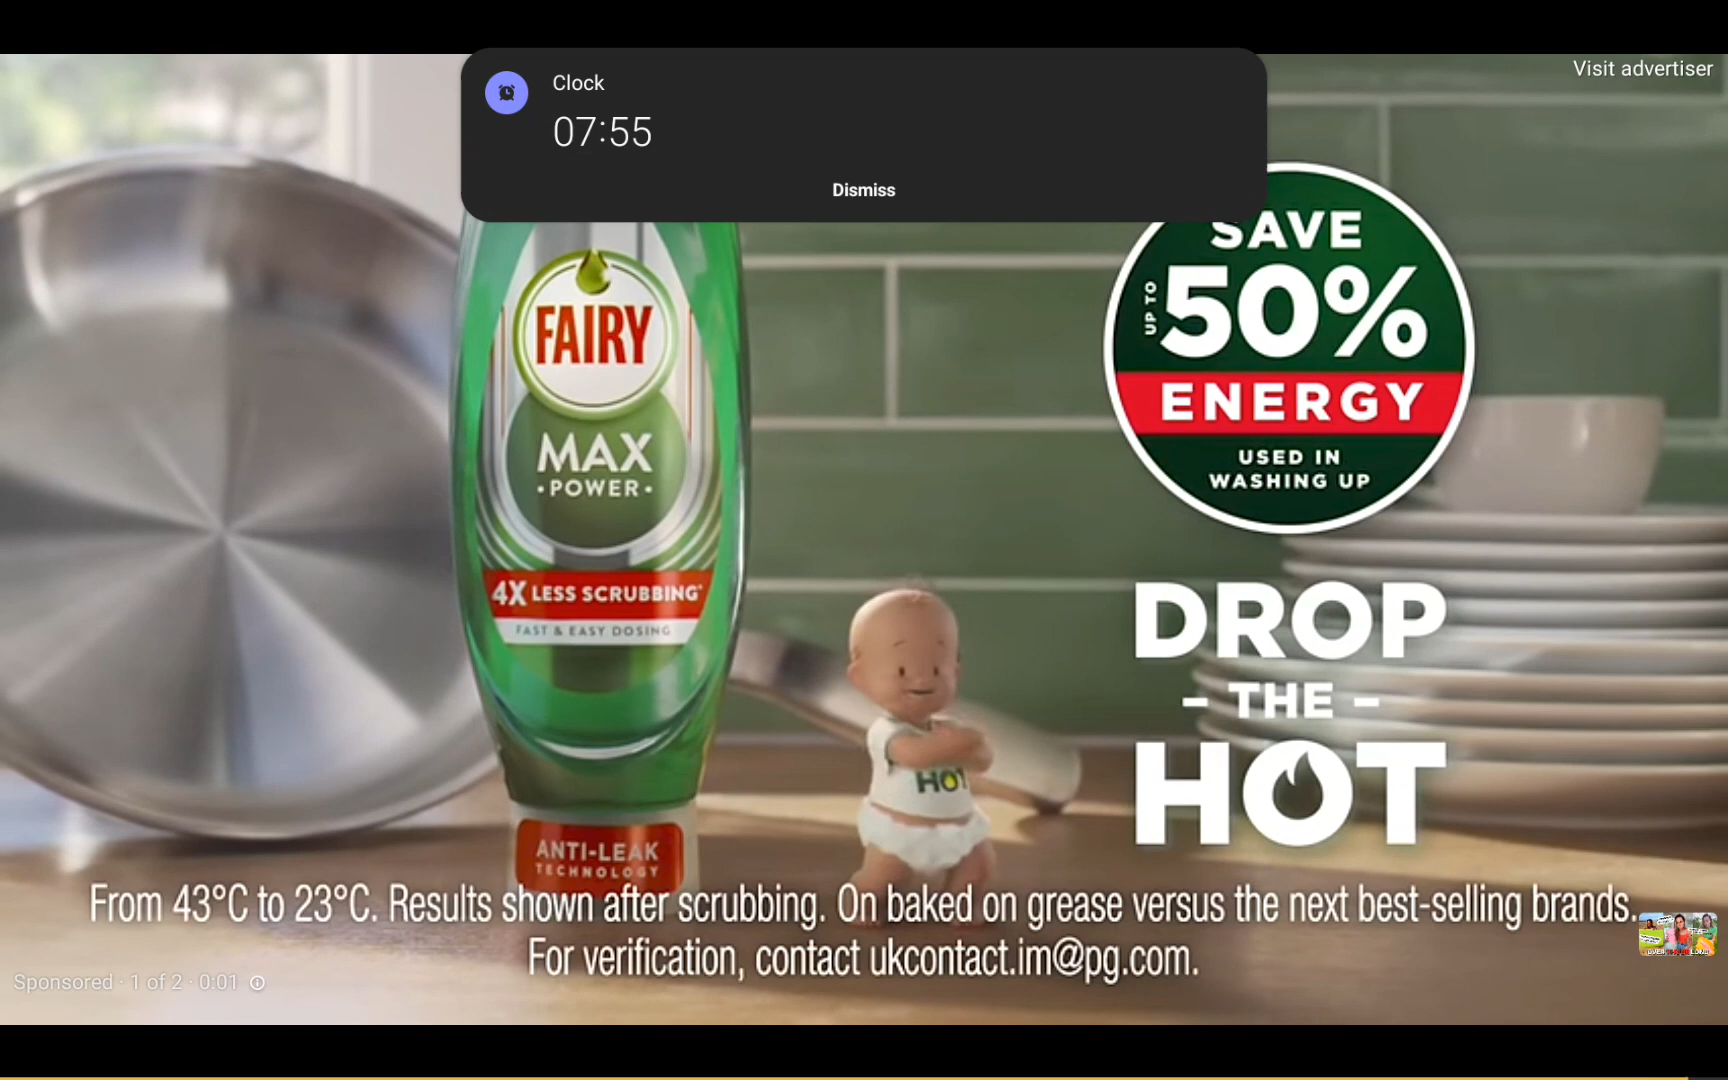 Clock
07:55
Dismiss
Visit advertiser
SAVE
UP TO
50%
ENERGY
USED IN
WASHING UP
FAIRY
MAX
·POWER·
4X LESS SCRUBBING*
FAST & EASY DOSING
DROP
- THE -
HOT
HOT
ANTI-LEAK
TECHNOLOGY
From 43°C to 23°C. Results shown after scrubbing. On baked on grease versus the next best-selling brands.
For verification, contact ukcontact.im@pg.com.
Sponsored · 1 of 2 · 0:01